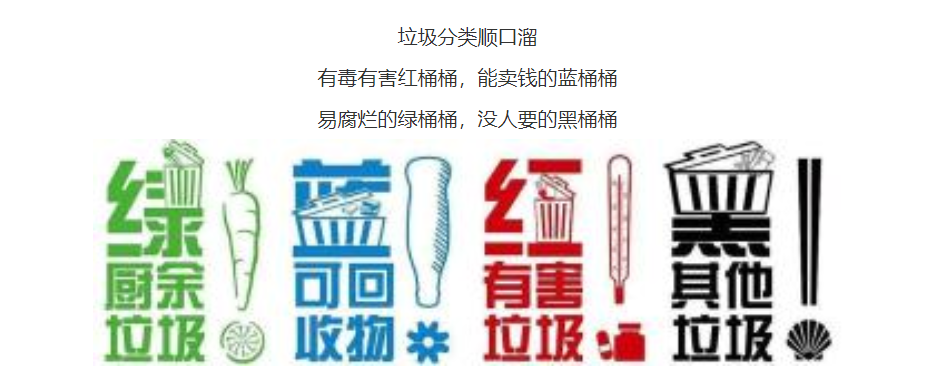 垃圾分类顺口溜
有毒有害红桶桶，能卖钱的蓝桶桶
易腐烂的绿桶桶，没人要的黑桶桶
绿
厨余
垃圾
蓝
可回
收物
红
有害
垃圾
黑
其他
垃圾